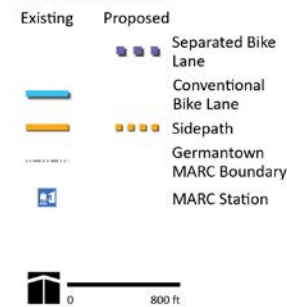 Existing Proposed
Separated Bike
Lane
Conventional
Bike Lane
Sidepath
Germantown
MARC Boundary
MARC Station
0 800 ft